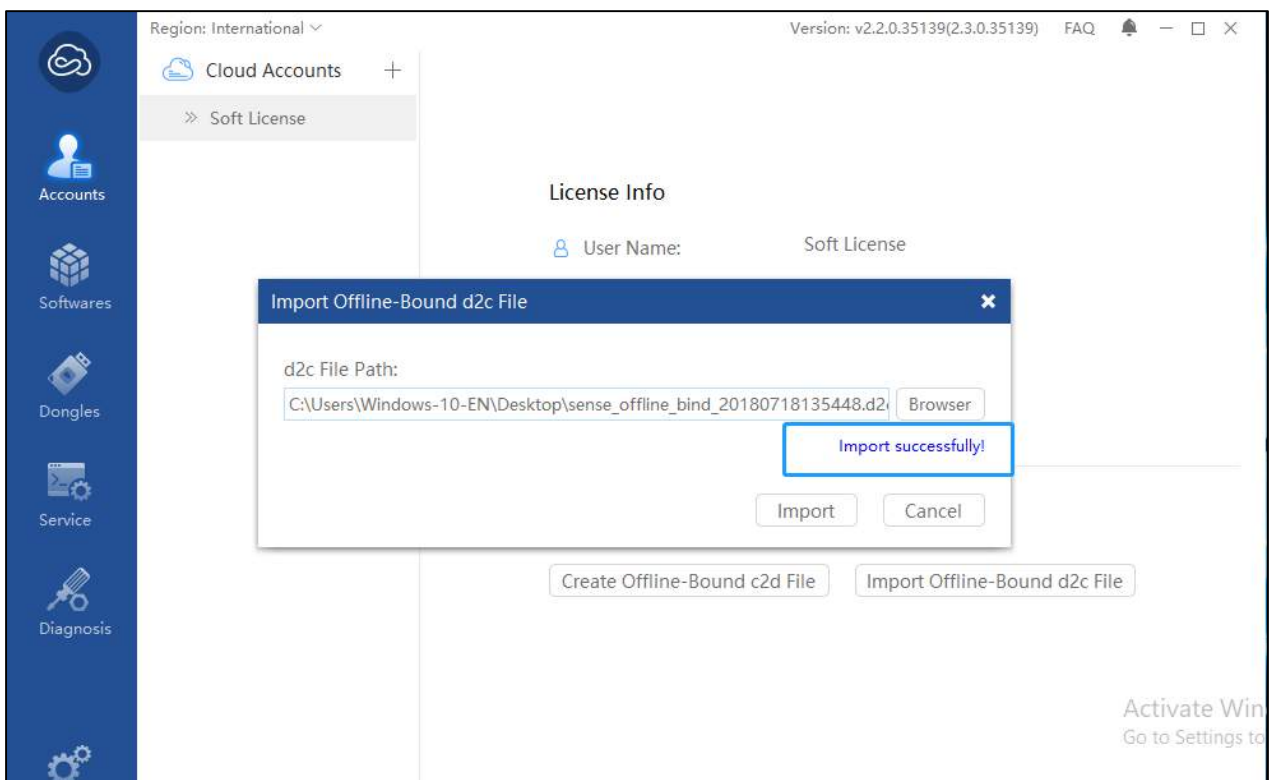 Region: International
Version: v2.2.0.35139(2.3.0.35139) FAQ
Cloud Accounts
Soft License
Accounts
License Info
User Name: Soft License
Softwares
Import Offline-Bound d2c File
d2c File Path:
C:\Users\Windows-10-EN\Desktop\sense_offline_bind_20180718135448.d2 Browser
Dongles
Import successfully!
Import Cancel
Service
Create Offline-Bound c2d File Import Offline-Bound d2c File
Diagnosis
Activate Win
Go to Settings to